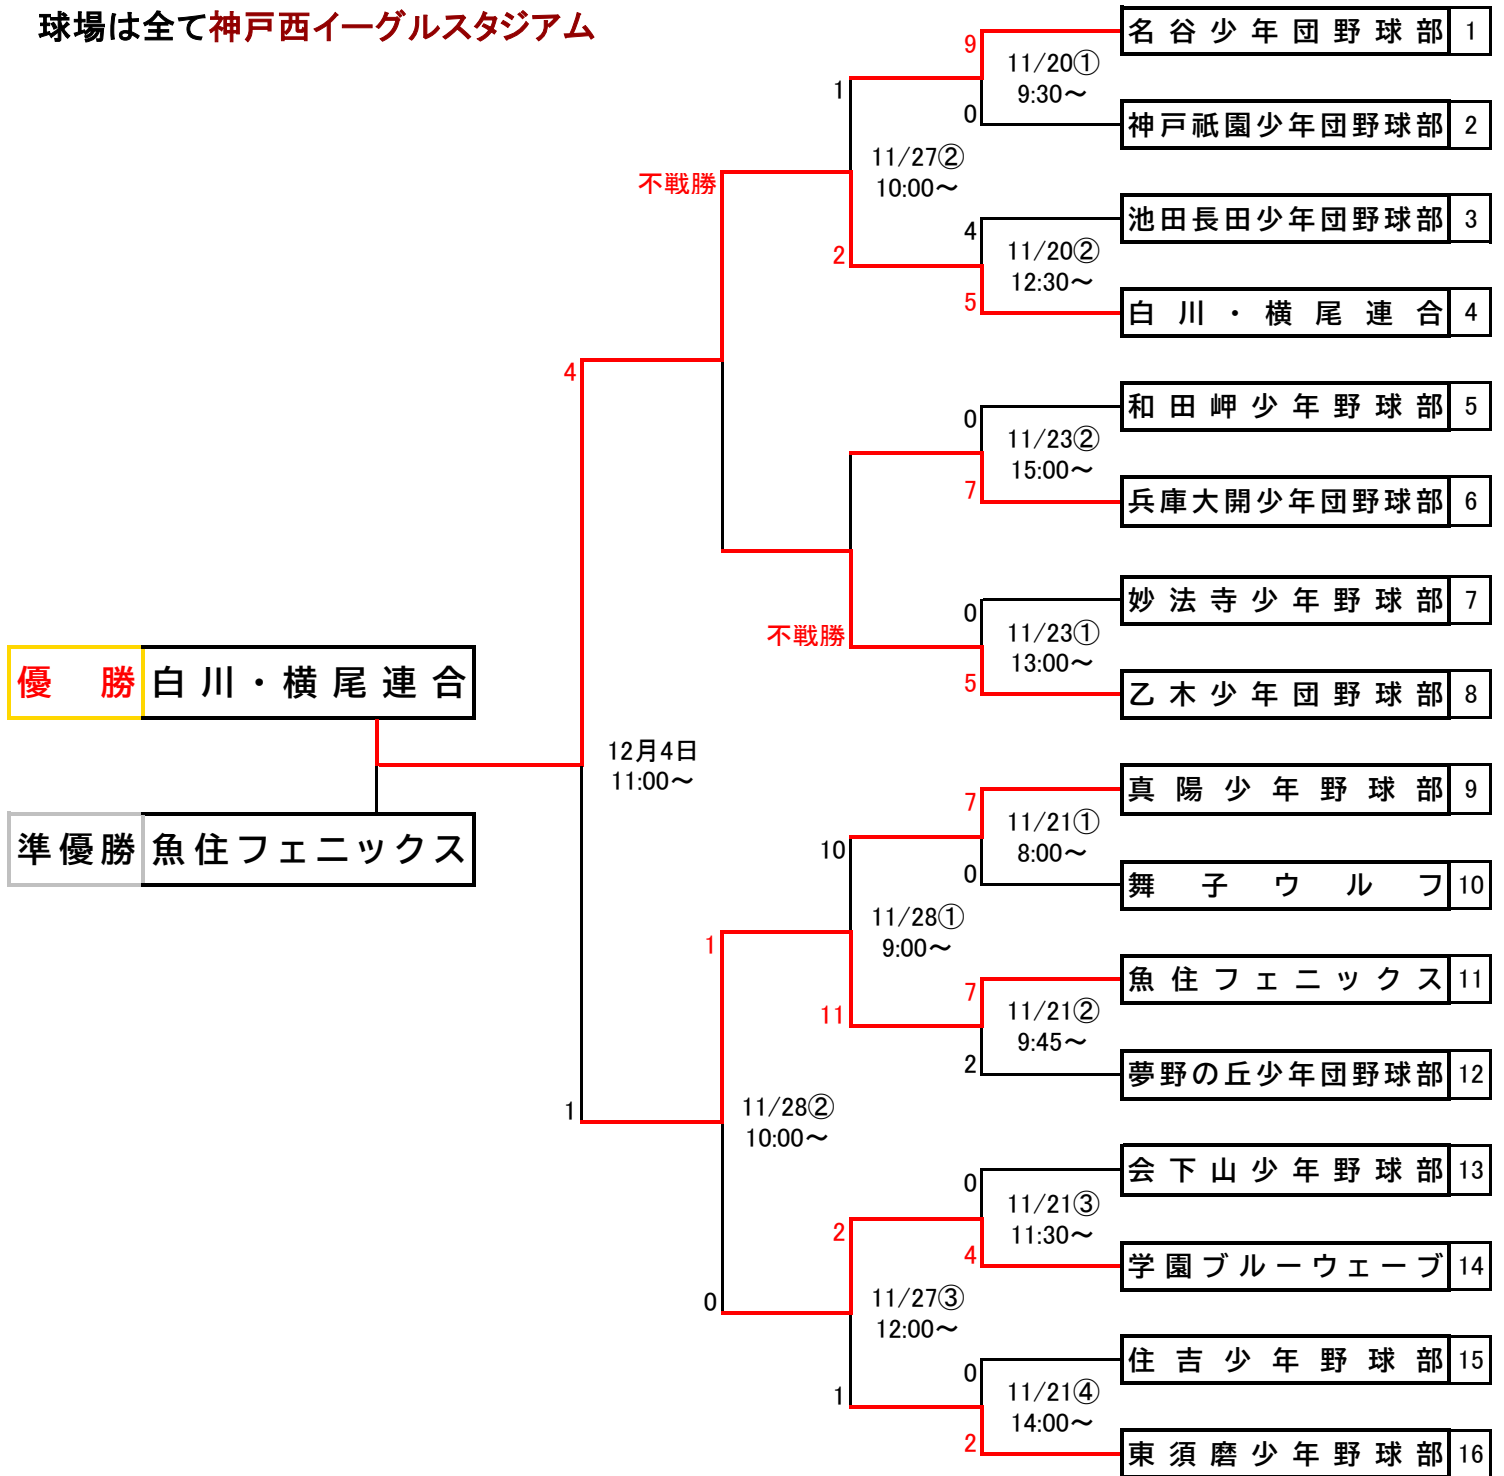 球場は全て神戸西イーグルスタジアム
名谷少年団野球部 1
9
11/20①
9:30～
1
0
神戸祇園少年団野球部 2
11/27②
10:00～
不戦勝
池田長田少年団野球部 3
4
11/20②
12:30～
2
5
白川・横尾連合 4
4
和田岬少年野球部 5
0
11/23②
15:00～
7
兵庫大開少年団野球部 6
妙法寺少年野球部 7
0
11/23①
13:00～
不戦勝
5
乙木少年団野球部 8
優勝 白川・横尾連合
12月4日
11:00～
準優勝 魚住フェニックス
真陽少年野球部 9
7
11/21①
8:00～
10
0
舞子ウルフ 10
11/28①
9:00～
1
魚住フェニックス 11
7
11/21②
9:45～
11
2
夢野の丘少年団野球部 12
1
11/28②
10:00～
会下山少年野球部 13
0
11/21③
11:30～
2
4
学園ブルーウェーブ 14
0
11/27③
12:00～
住吉少年野球部 15
0
11/21④
14:00～
1
2
東須磨少年野球部 16